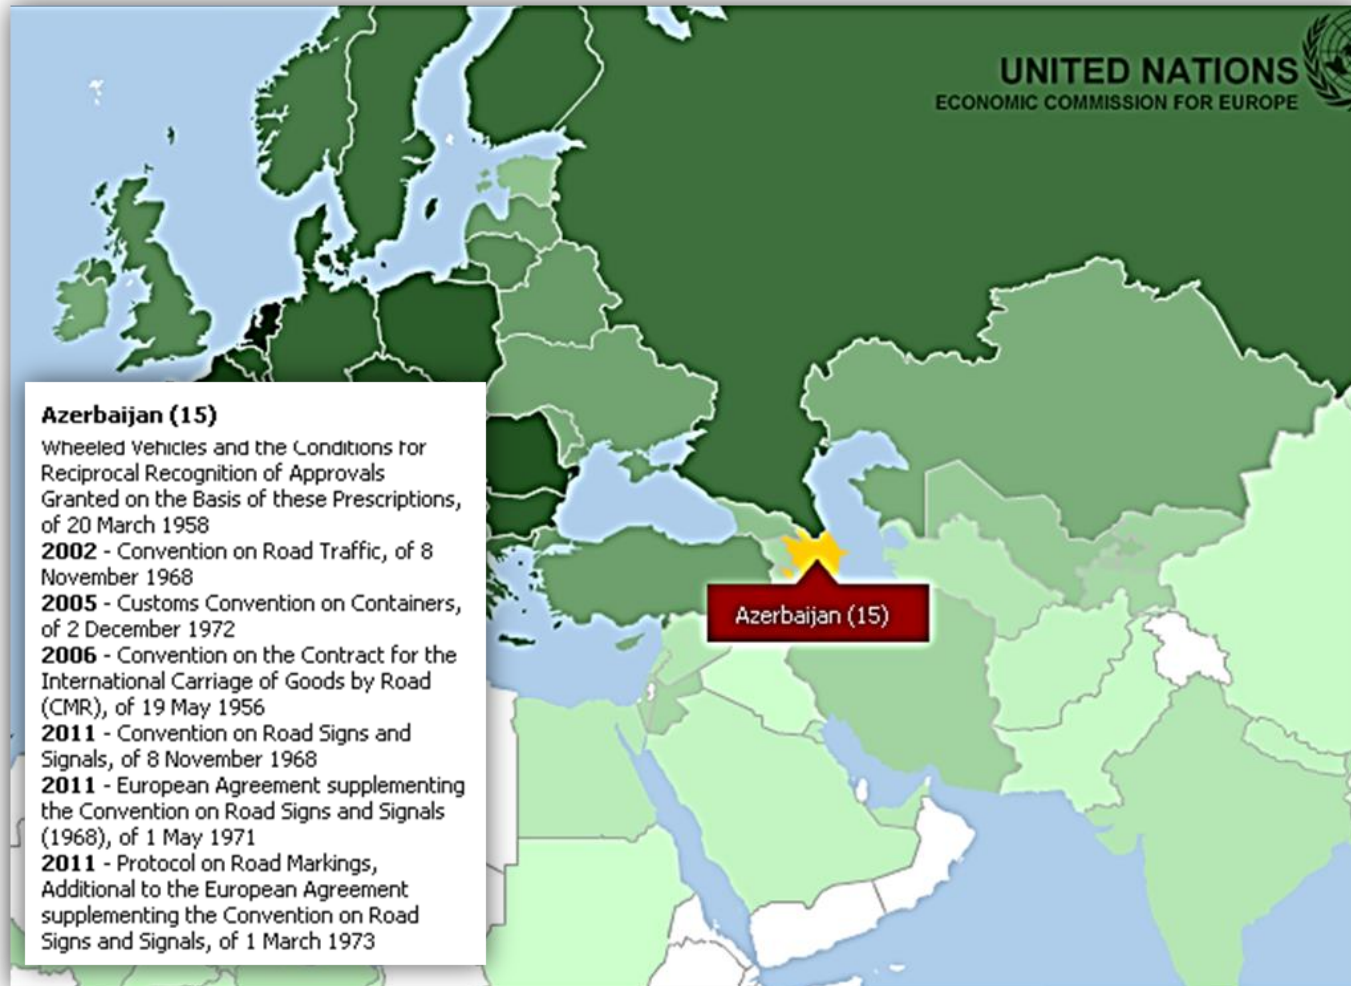 UNITED NATIONS
ECONOMIC COMMISSION FOR EUROPE
Azerbaijan (15)
Wheeled Vehicles and the Conditions for
Reciprocal Recognition of Approvals
Granted on the Basis of these Prescriptions,
of 20 March 1958
2002 - Convention on Road Traffic, of 8
November 1968
2005 - Customs Convention on Containers,
of 2 December 1972
2006 - Convention on the Contract for the
International Carriage of Goods by Road
(CMR), of 19 May 1956
2011 - Convention on Road Signs and
Signals, of 8 November 1968
2011 - European Agreement supplementing
the Convention on Road Signs and Signals
(1968), of 1 May 1971
2011 - Protocol on Road Markings,
Additional to the European Agreement
supplementing the Convention on Road
Signs and Signals, of 1 March 1973
Azerbaijan (15)